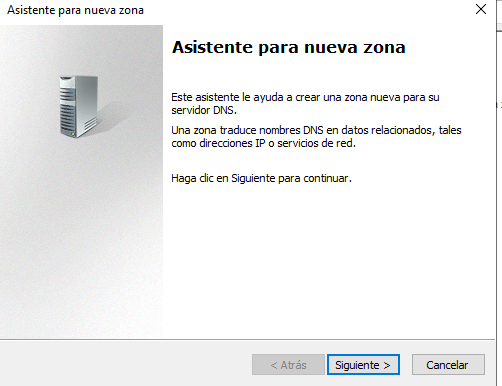 Asistente para nueva zona
Asistente para nueva zona
Este asistente le ayuda a crear una zona nueva para su
servidor DNS.
Una zona traduce nombres DNS en datos relacionados, tales
como direcciones IP o servicios de red.
Haga clic en Siguiente para continuar.
< Atrás
Siguiente >
Cancelar